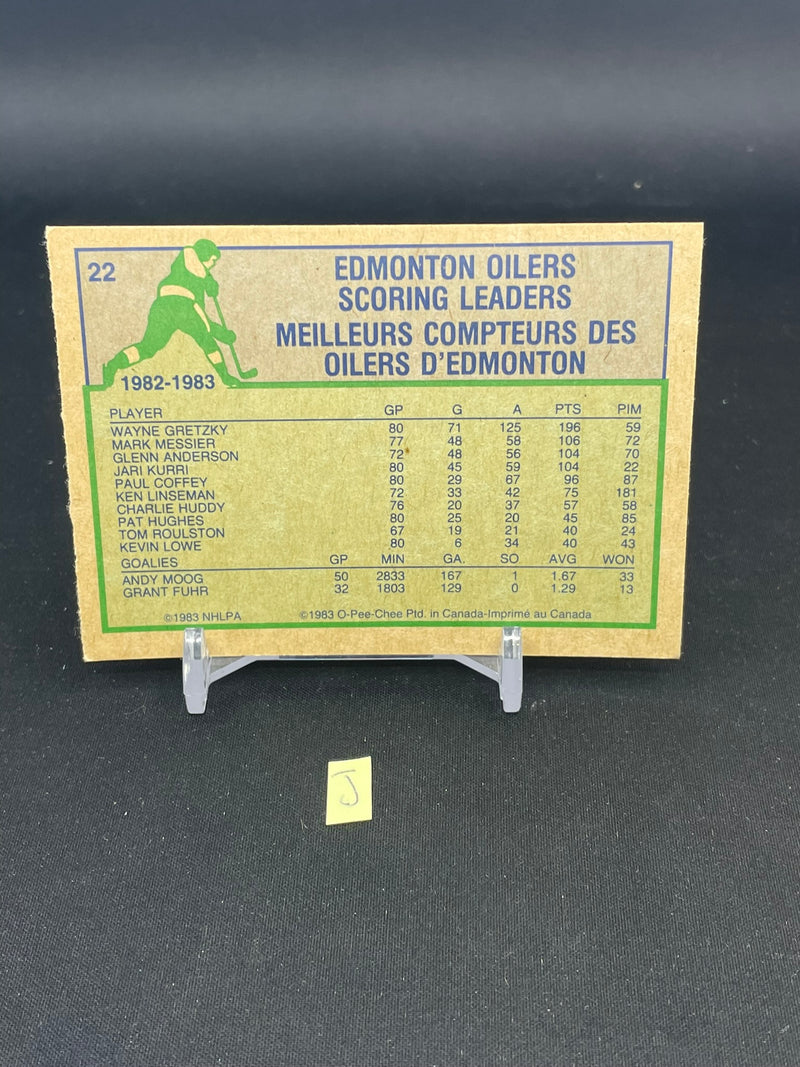 22
EDMONTON OILERS
SCORING LEADERS
MEILLEURS COMPTEURS DES
OILERS D'EDMONTON
1982-1983
PLAYER GP G A PTS PIM
WAYNE GRETZKY 80 71 125 196 59
MARK MESSIER 77 48 58 106 72
GLENN ANDERSON 72 48 56 104 70
JARI KURRI 80 45 59 104 22
PAUL COFFEY 80 29 67 96 87
KEN LINSEMAN 72 33 42 75 181
CHARLIE HUDDY 76 20 37 57 58
PAT HUGHES 80 25 20 45 85
TOM ROULSTON 67 19 21 40 24
KEVIN LOWE 80 6 34 40 43
GOALIES GP MIN GA. SO AVG WON
ANDY MOOG 50 2833 167 1 1.67 33
GRANT FUHR 32 1803 129 0 1.29 13
©1983 NHLPA ©1983 O-Pee-Chee Ptd. in Canada-Imprimé au Canada
J